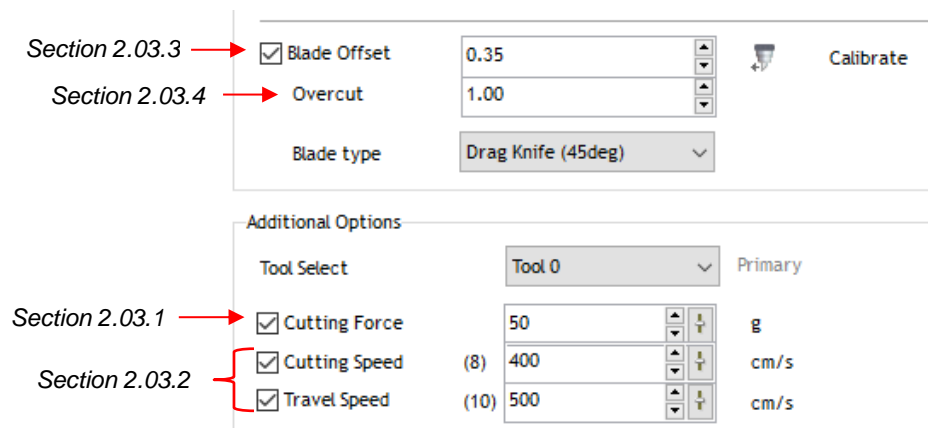 Section 2.03.3 Blade Offset 0.35 Calibrate
Section 2.03.4 Overcut 1.00
Blade type Drag Knife (45deg)
Additional Options
Tool Select Tool 0 Primary
Section 2.03.1 Cutting Force 50 g
Cutting Speed (8) 400 cm/s
Section 2.03.2
Travel Speed (10) 500 cm/s